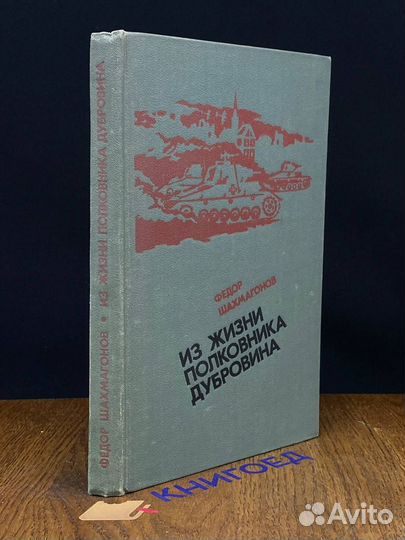 ФЕДОР ШАХМАГОНОВ • ИЗ ЖИЗНИ ПОЛКОВНИКА ДУБРОВИНА
ФЕДОР
ШАХМАГОНОВ
ИЗ ЖИЗНИ
ПОЛКОВНИКА
ДУБРОВИНА
КНИГОЕД
Avito